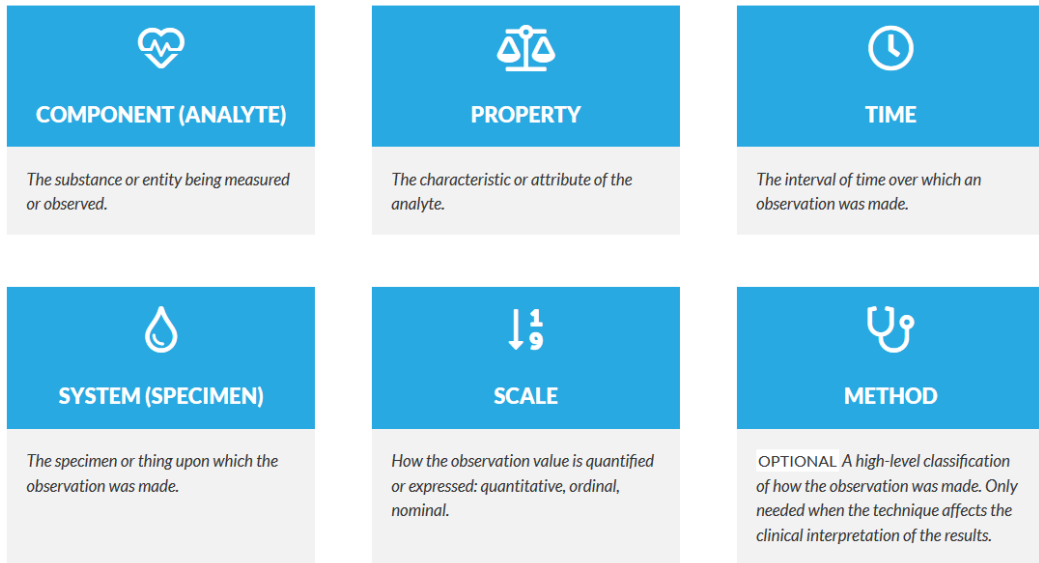 COMPONENT (ANALYTE)
The substance or entity being measured
or observed.
PROPERTY
The characteristic or attribute of the
analyte.
TIME
The interval of time over which an
observation was made.
SYSTEM (SPECIMEN)
The specimen or thing upon which the
observation was made.
1
9
SCALE
How the observation value is quantified
or expressed: quantitative, ordinal,
nominal.
METHOD
OPTIONAL A high-level classification
of how the observation was made. Only
needed when the technique affects the
clinical interpretation of the results.